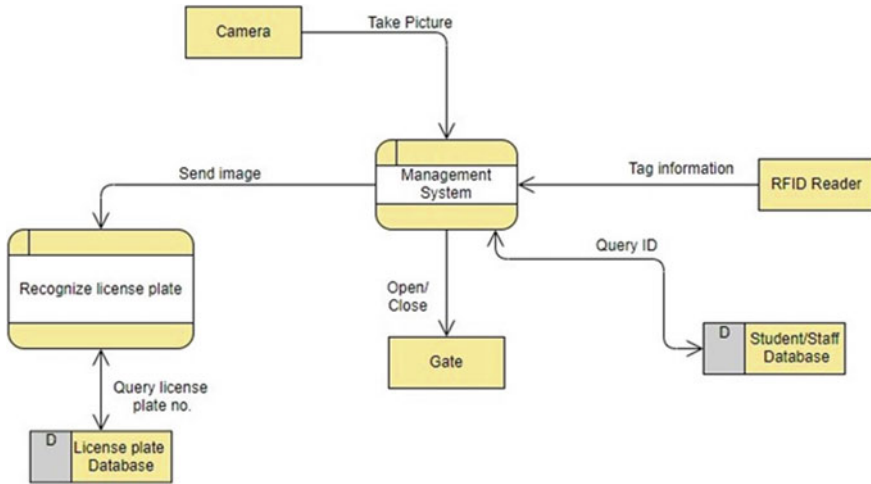 Camera
Take Picture
Management
System
Send image
Tag information
RFID Reader
Recognize license plate
Query ID
Open/
Close
D
Student/Staff
Database
Gate
Query license
plate no.
D
License plate
Database